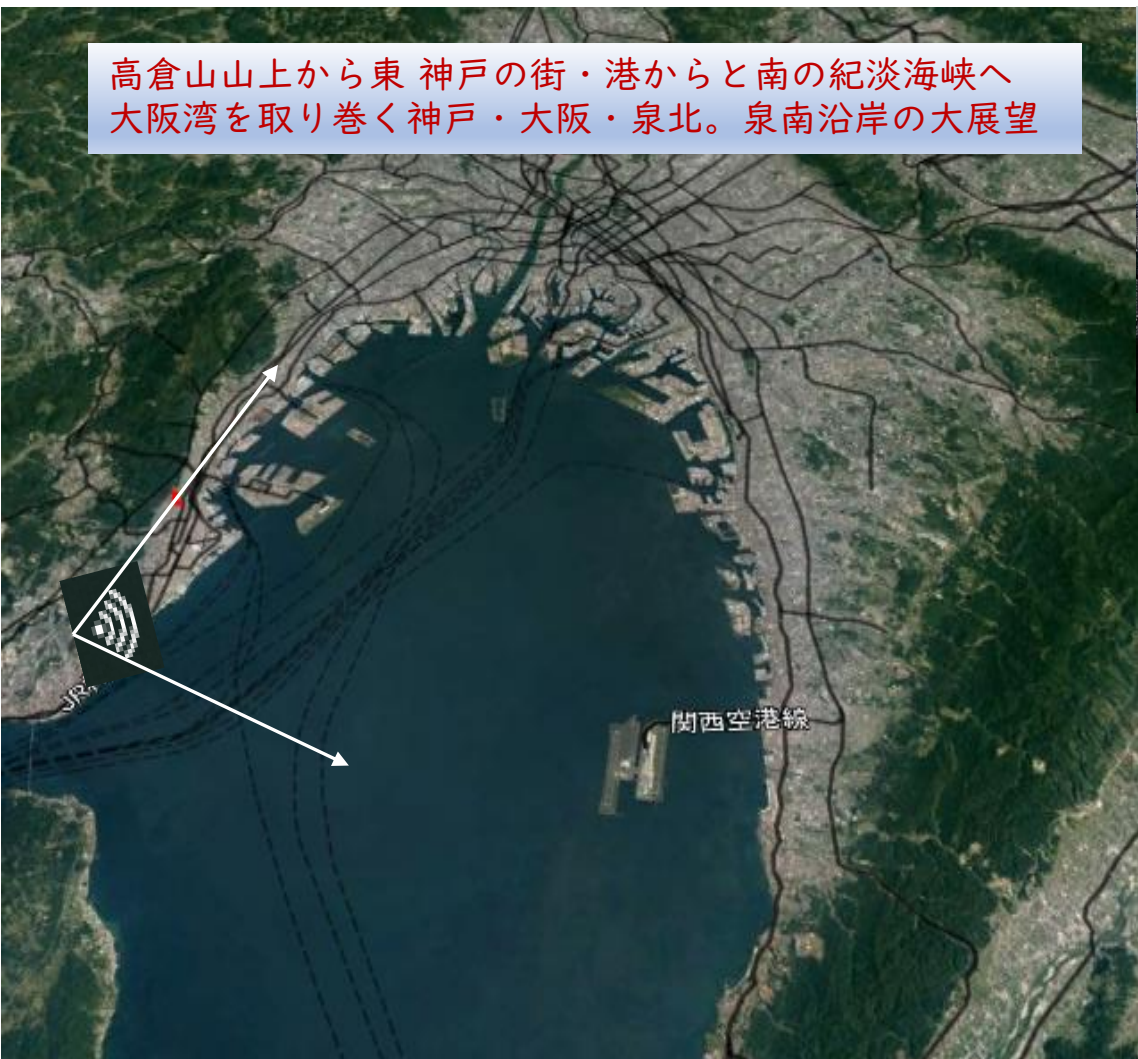 高倉山山上から東 神戸の街・港からと南の紀淡海峡へ
大阪湾を取り巻く神戸・大阪・泉北。泉南沿岸の大展望
JR
関西空港線